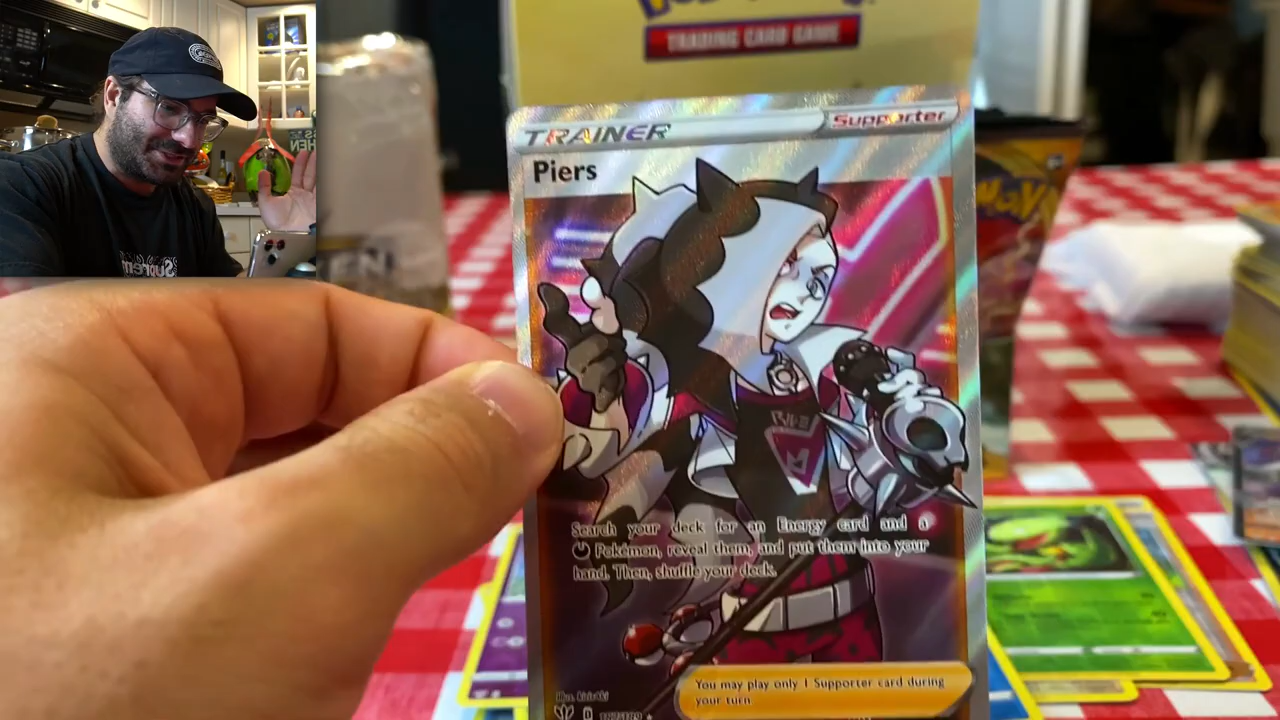 TRADING CARD GAME
TRAINER
Supporter
Piers
Search your deck for an Energy card and a
Pokémon, reveal them, and put them into your
hand. Then, shuffle your deck.
You may play only 1 Supporter card during
your turn.
Supreme